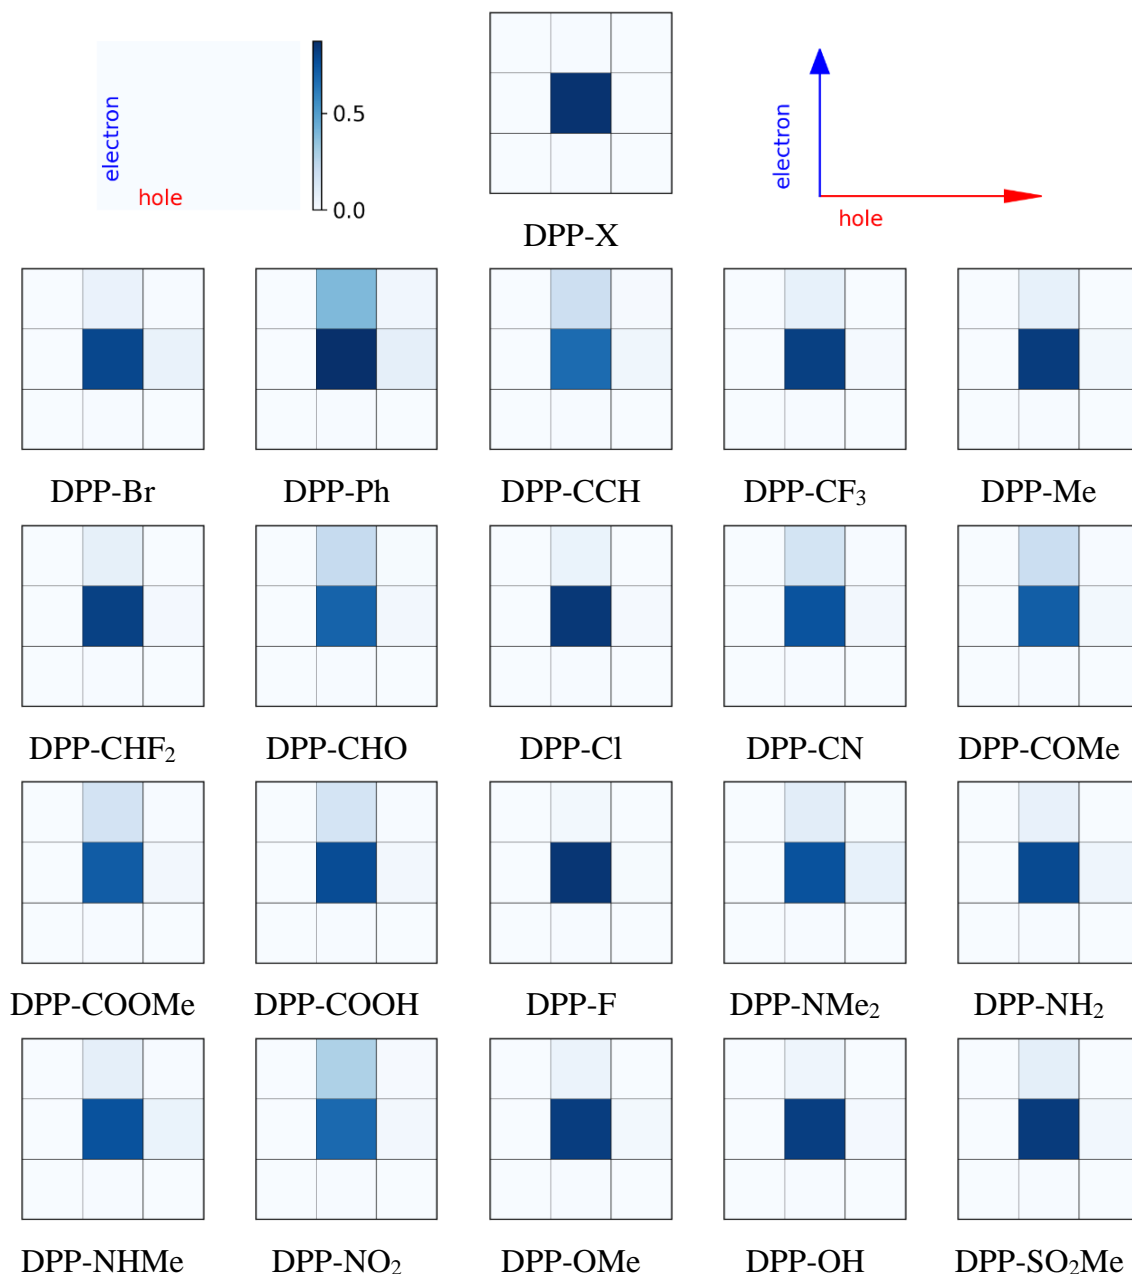 electron
hole
0.5
0.0
electron
hole
DPP-X
DPP-Br DPP-Ph DPP-CCH DPP-CF₃ DPP-Me
DPP-CHF₂ DPP-CHO DPP-Cl DPP-CN DPP-COMe
DPP-COOMe DPP-COOH DPP-F DPP-NMe₂ DPP-NH₂
DPP-NHMe DPP-NO₂ DPP-OMe DPP-OH DPP-SO₂Me